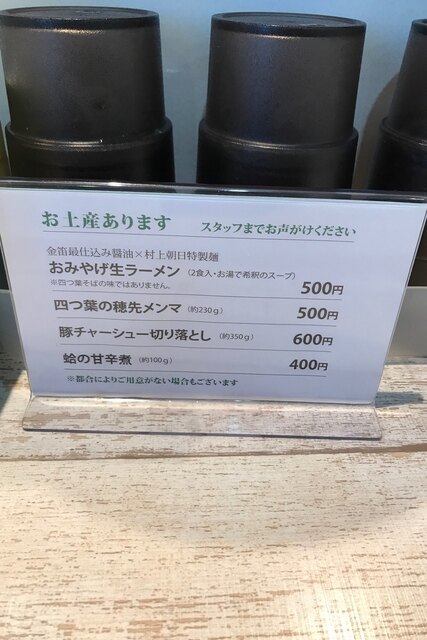 お土産あります スタッフまでお声がけください
金笛最仕込み醤油×村上朝日特製麺
おみやげ生ラーメン (2食入・お湯で希釈のスープ)
※四つ葉そばの味ではありません。 500円
四つ葉の穂先メンマ (約230g) 500円
豚チャーシュー切り落とし (約350g) 600円
蛤の甘辛煮 (約100g) 400円
※都合によりご用意がない場合もございます